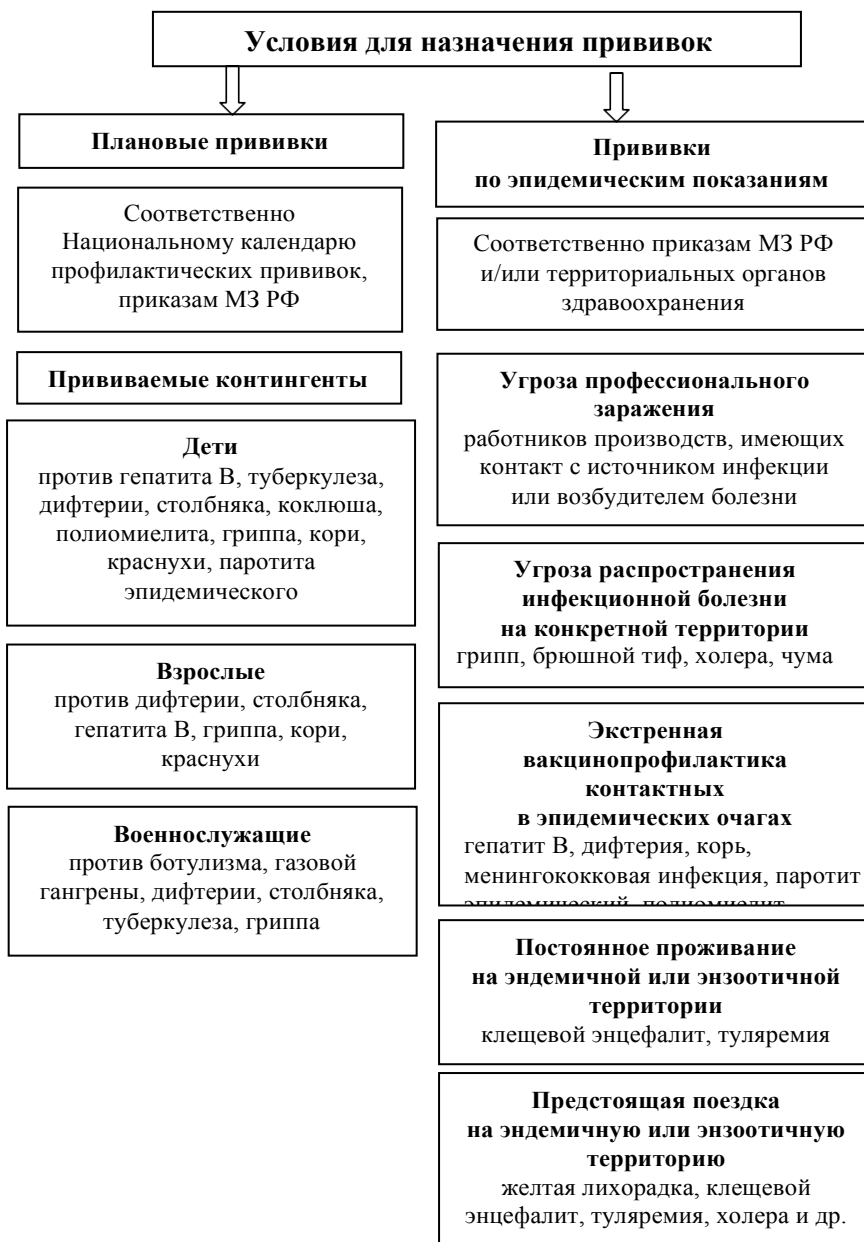 Условия для назначения прививок
Плановые прививки
Соответственно
Национальному календарю
профилактических прививок,
приказам МЗ РФ
Прививаемые контингенты
Дети
против гепатита В, туберкулеза,
дифтерии, столбняка, коклюша,
полиомиелита, гриппа, кори,
краснухи, паротита
эпидемического
Взрослые
против дифтерии, столбняка,
гепатита В, гриппа, кори,
краснухи
Военнослужащие
против ботулизма, газовой
гангрены, дифтерии, столбняка,
туберкулеза, гриппа
Прививки
по эпидемическим показаниям
Соответственно приказам МЗ РФ
и/или территориальных органов
здравоохранения
Угроза профессионального
заражения
работников производств, имеющих
контакт с источником инфекции
или возбудителем болезни
Угроза распространения
инфекционной болезни
на конкретной территории
грипп, брюшной тиф, холера, чума
Экстренная
вакцинопрофилактика
контактных
в эпидемических очагах
гепатит В, дифтерия, корь,
менингококковая инфекция, паротит
эпидемический, полиомиелит
Постоянное проживание
на эндемичной или энзоотичной
территории
клещевой энцефалит, туляремия
Предстоящая поездка
на эндемичную или энзоотичную
территорию
желтая лихорадка, клещевой
энцефалит, туляремия, холера и др.